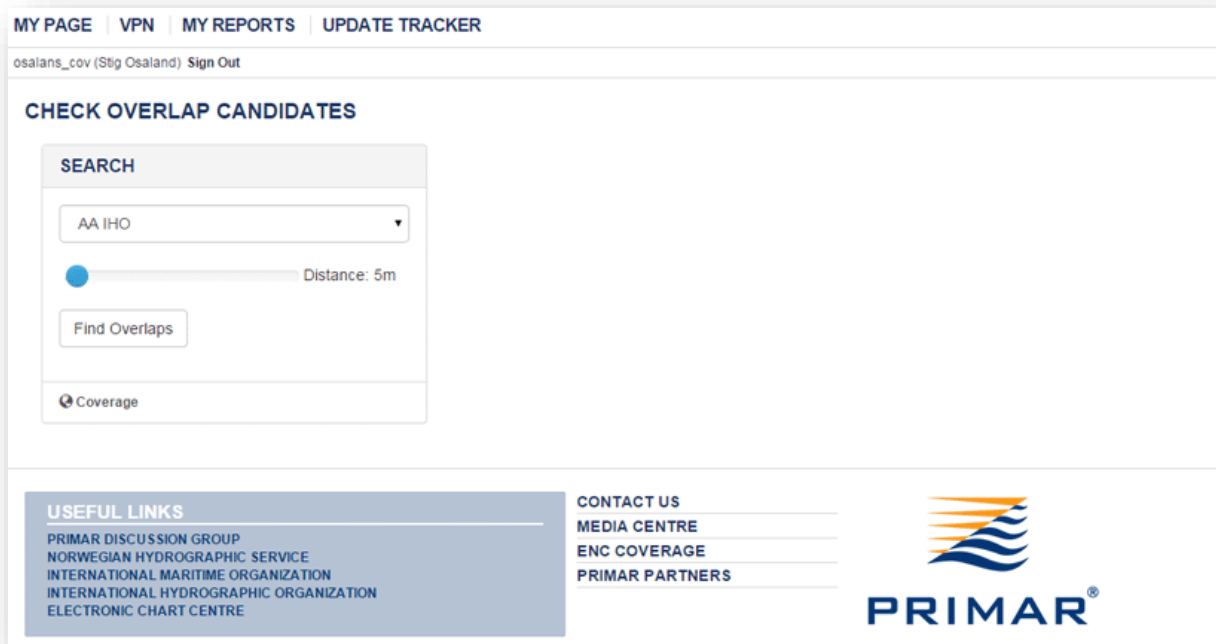 MY PAGE VPN MY REPORTS UPDATE TRACKER
osalans_cov (Stig Osaland) Sign Out
CHECK OVERLAP CANDIDATES
SEARCH
AA IHO
Distance: 5m
Find Overlaps
Coverage
USEFUL LINKS
PRIMAR DISCUSSION GROUP
NORWEGIAN HYDROGRAPHIC SERVICE
INTERNATIONAL MARITIME ORGANIZATION
INTERNATIONAL HYDROGRAPHIC ORGANIZATION
ELECTRONIC CHART CENTRE
CONTACT US
MEDIA CENTRE
ENC COVERAGE
PRIMAR PARTNERS
PRIMAR®